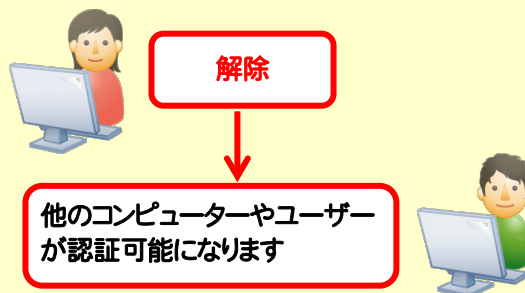 解除
他のコンピューターやユーザー
が認証可能になります